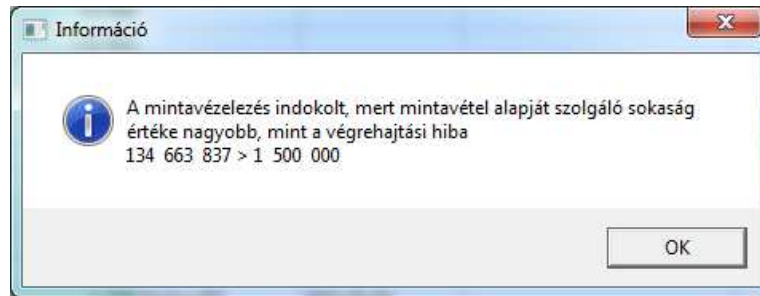 Információ
A mintavézelezés indokolt, mert mintavétel alapját szolgáló sokaság
értéke nagyobb, mint a végrehajtási hiba
134 663 837 > 1 500 000
OK